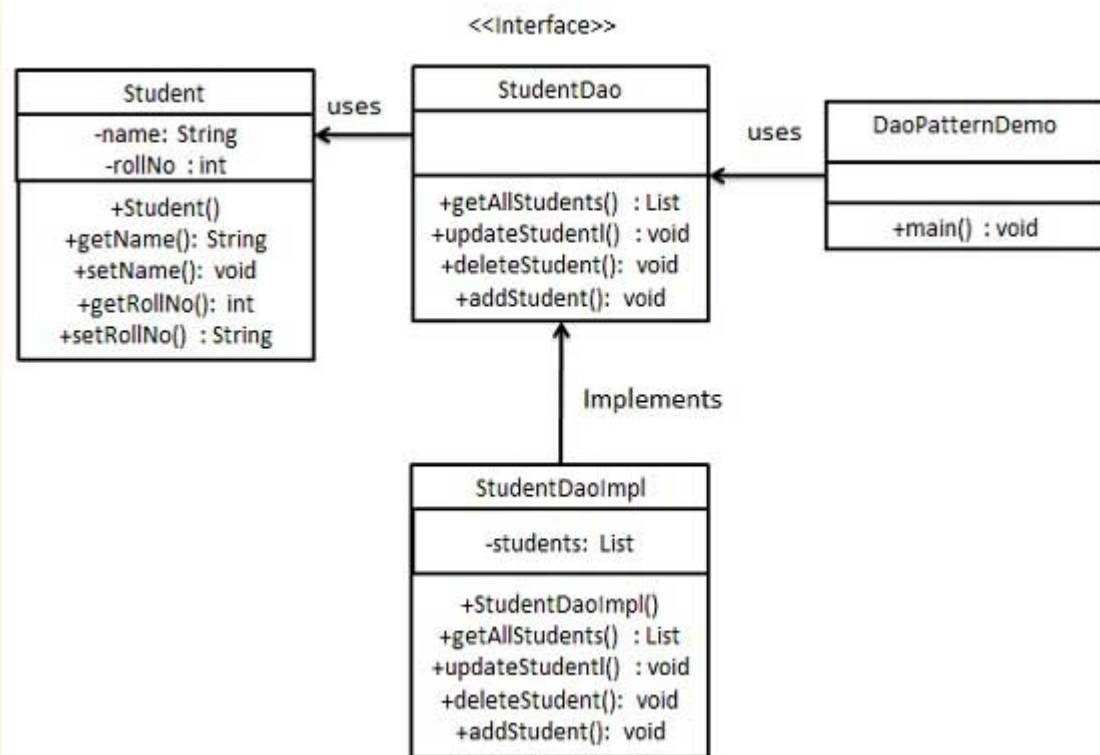 <<Interface>>
Student
-name: String
-rollNo : int
+Student()
+getName(): String
+setName(): void
+getRollNo(): int
+setRollNo() : String
uses
StudentDao
+getAllStudents() : List
+updateStudentl() : void
+deleteStudent(): void
+addStudent(): void
uses
DaoPatternDemo
+main() : void
Implements
StudentDaoImpl
-students: List
+StudentDaoImpl()
+getAllStudents() : List
+updateStudentl() : void
+deleteStudent(): void
+addStudent(): void